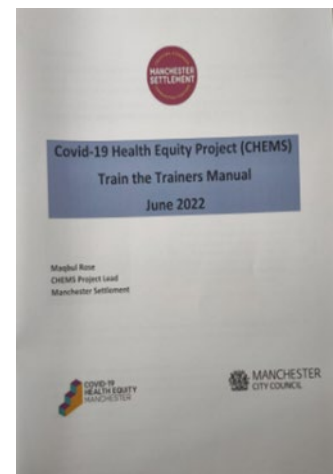 MANCHESTER
SETTLEMENT
Covid-19 Health Equity Project (CHEMS)
Train the Trainers Manual
June 2022
Maqbul Rose
CHEMS Project Lead
Manchester Settlement
COVID-19
HEALTH EQUITY
MANCHESTER
MANCHESTER
CITY COUNCIL